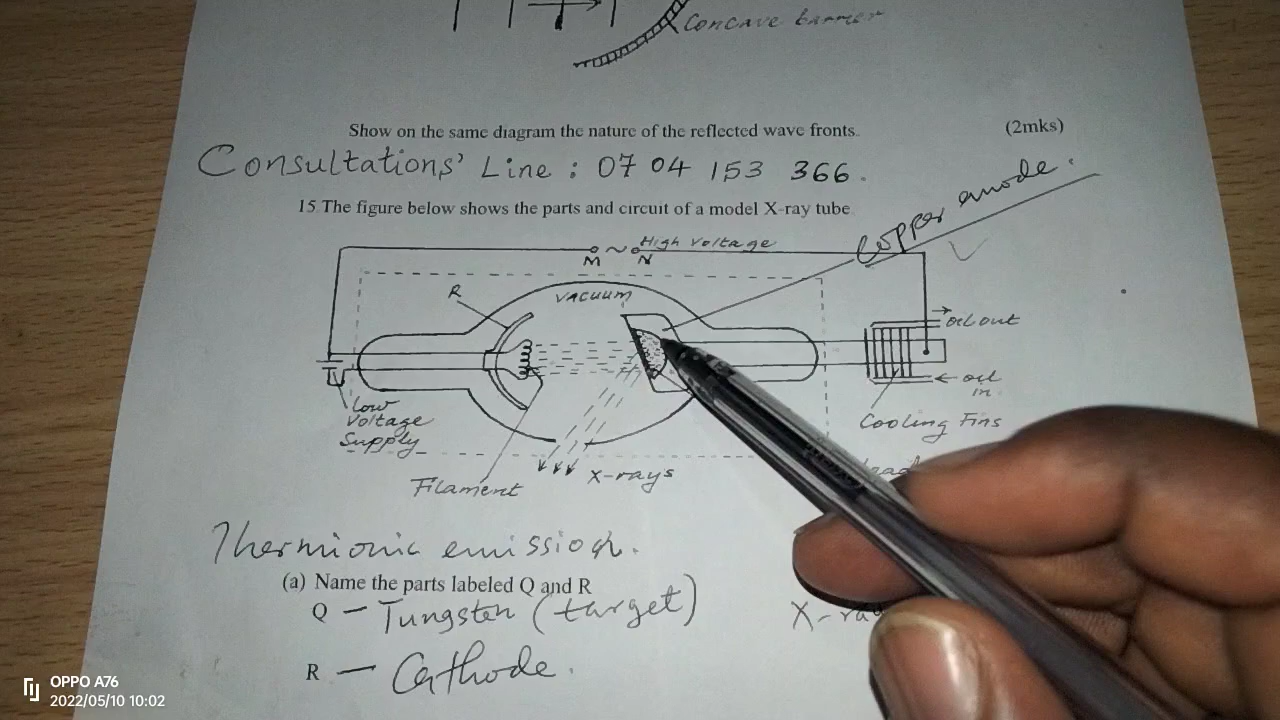 Concave barrier
Show on the same diagram the nature of the reflected wave fronts. (2mks)
Consultations' Line : 07 04 153 366.
15 The figure below shows the parts and circuit of a model X-ray tube
Copper anode.
High Voltage
M ~ N
R
vacuum
oil out
oil in
Cooling Fins
Low Voltage Supply
X-rays
Filament
Thermionic emission.
(a) Name the parts labeled Q and R
Q — Tungsten (target)
R — Cathode.
OPPO A76
2022/05/10 10:02